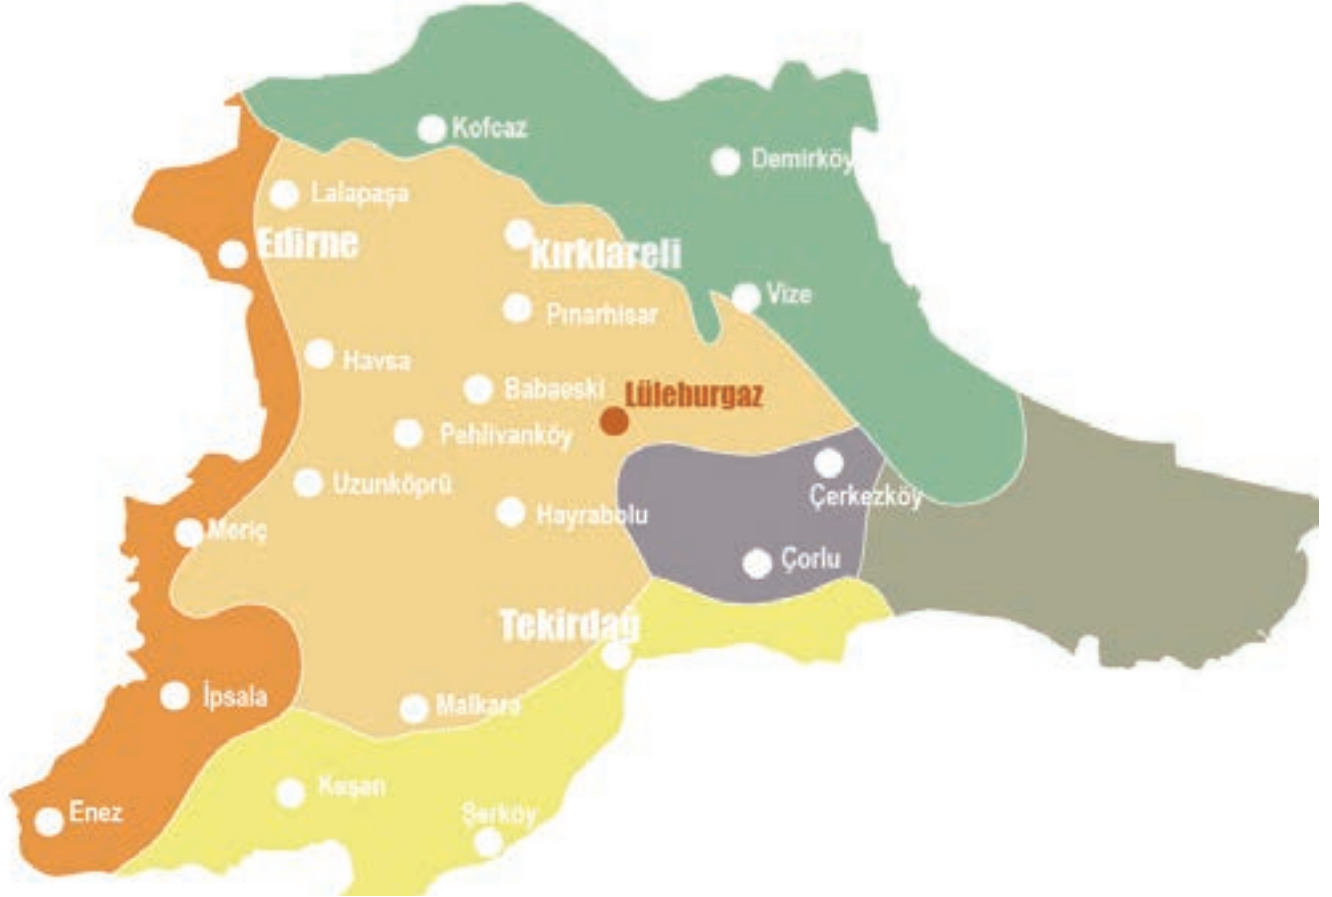 Kofcaz
Demirköy
Lalapaşa
Edirne
Kırklareli
Vize
Pınarhisar
Havsa
Babaeski
Lüleburgaz
Pehlivanköy
Uzunköprü
Çerkezköy
Hayrabolu
Meriç
Çorlu
Tekirdağ
İpsala
Malkara
Keşan
Enez
Şerköy